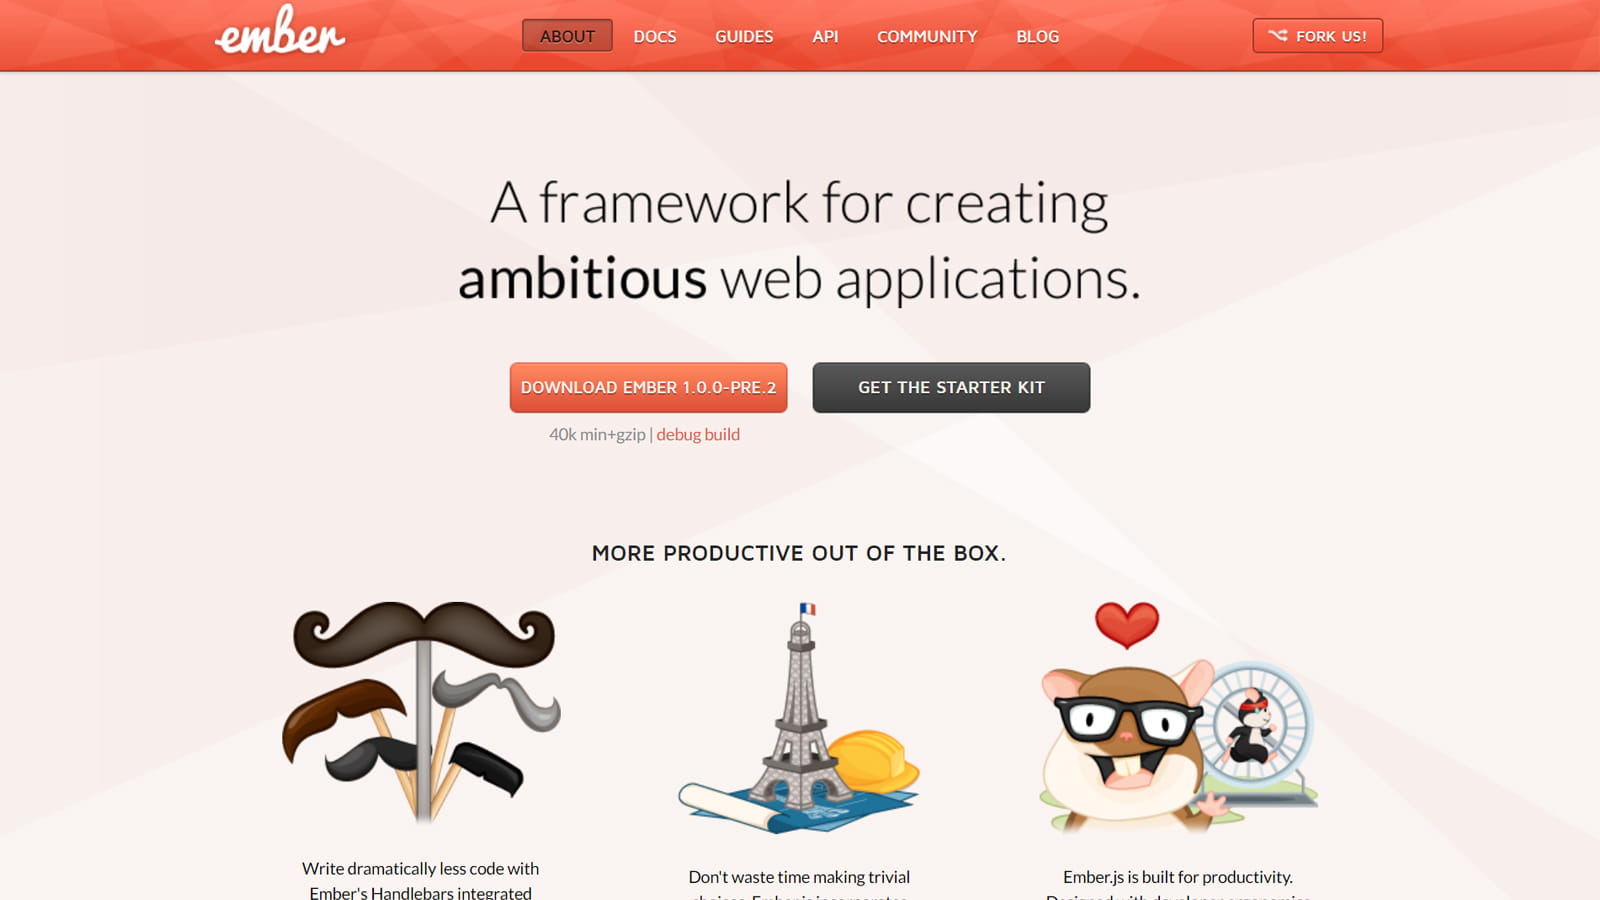 ember
ABOUT DOCS GUIDES API COMMUNITY BLOG FORK US!
A framework for creating
ambitious web applications.
DOWNLOAD EMBER 1.0.0-PRE.2 GET THE STARTER KIT
40k min+gzip | debug build
MORE PRODUCTIVE OUT OF THE BOX.
Write dramatically less code with
Ember's Handlebars integrated
Don't waste time making trivial
Ember.js is built for productivity.